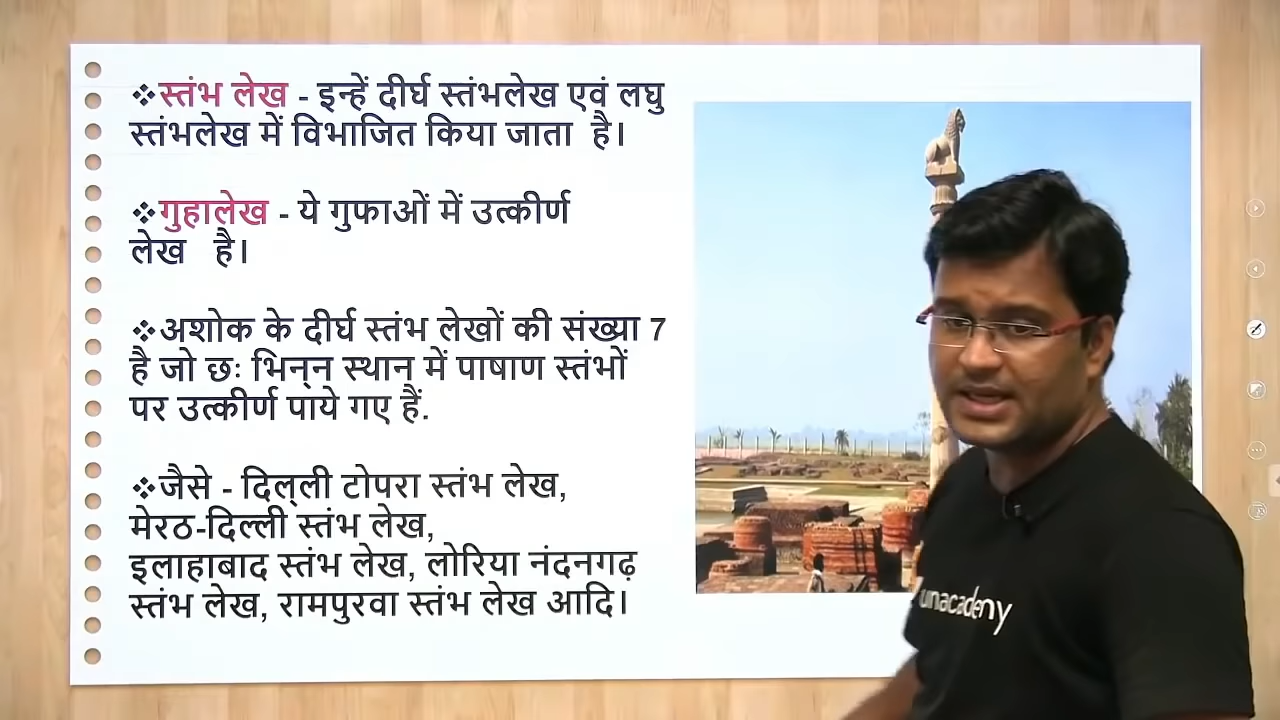 ❖स्तंभ लेख - इन्हें दीर्घ स्तंभलेख एवं लघु
स्तंभलेख में विभाजित किया जाता है।
❖गुहालेख - ये गुफाओं में उत्कीर्ण
लेख है।
❖अशोक के दीर्घ स्तंभ लेखों की संख्या 7
है जो छः भिन्न स्थान में पाषाण स्तंभों
पर उत्कीर्ण पाये गए हैं.
❖जैसे - दिल्ली टोपरा स्तंभ लेख,
मेरठ-दिल्ली स्तंभ लेख,
इलाहाबाद स्तंभ लेख, लोरिया नंदनगढ़
स्तंभ लेख, रामपुरवा स्तंभ लेख आदि।
unacademy